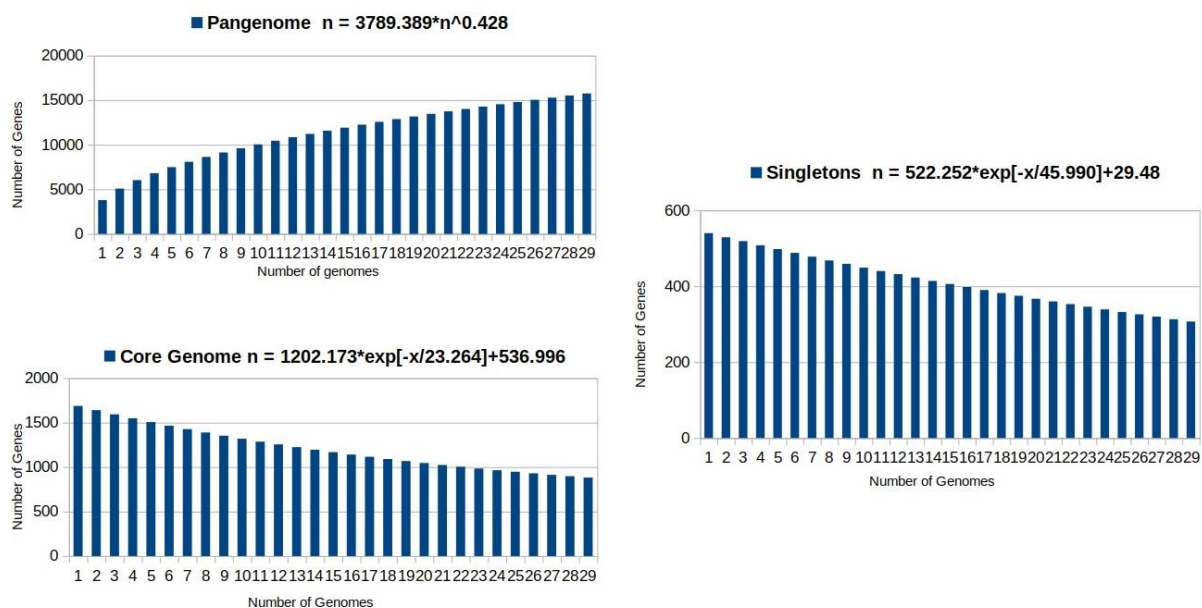 Pangenome n = 3789.389*n^0.428
20000
15000
10000
5000
0
Number of Genes
1 2 3 4 5 6 7 8 9 10 11 12 13 14 15 16 17 18 19 20 21 22 23 24 25 26 27 28 29
Number of genomes
Core Genome n = 1202.173*exp[-x/23.264]+536.996
2000
1500
1000
500
0
Number of Genes
1 2 3 4 5 6 7 8 9 10 11 12 13 14 15 16 17 18 19 20 21 22 23 24 25 26 27 28 29
Number of Genomes
Singletons n = 522.252*exp[-x/45.990]+29.48
600
400
200
0
Number of Genes
1 2 3 4 5 6 7 8 9 10 11 12 13 14 15 16 17 18 19 20 21 22 23 24 25 26 27 28 29
Number of Genomes